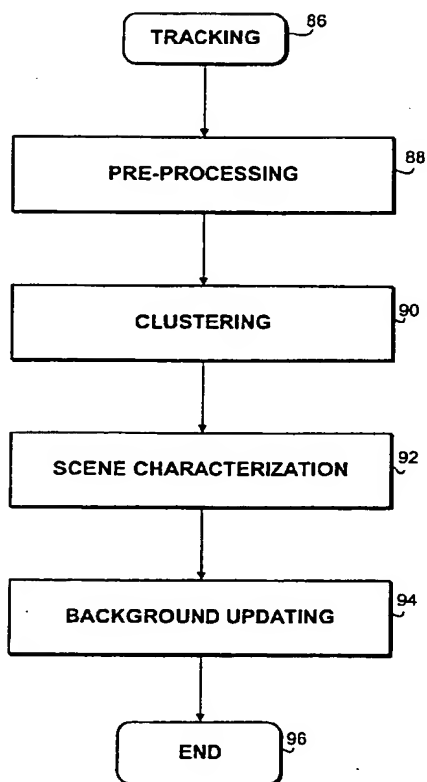 TRACKING
86
PRE-PROCESSING
88
CLUSTERING
90
SCENE CHARACTERIZATION
92
BACKGROUND UPDATING
94
END
96